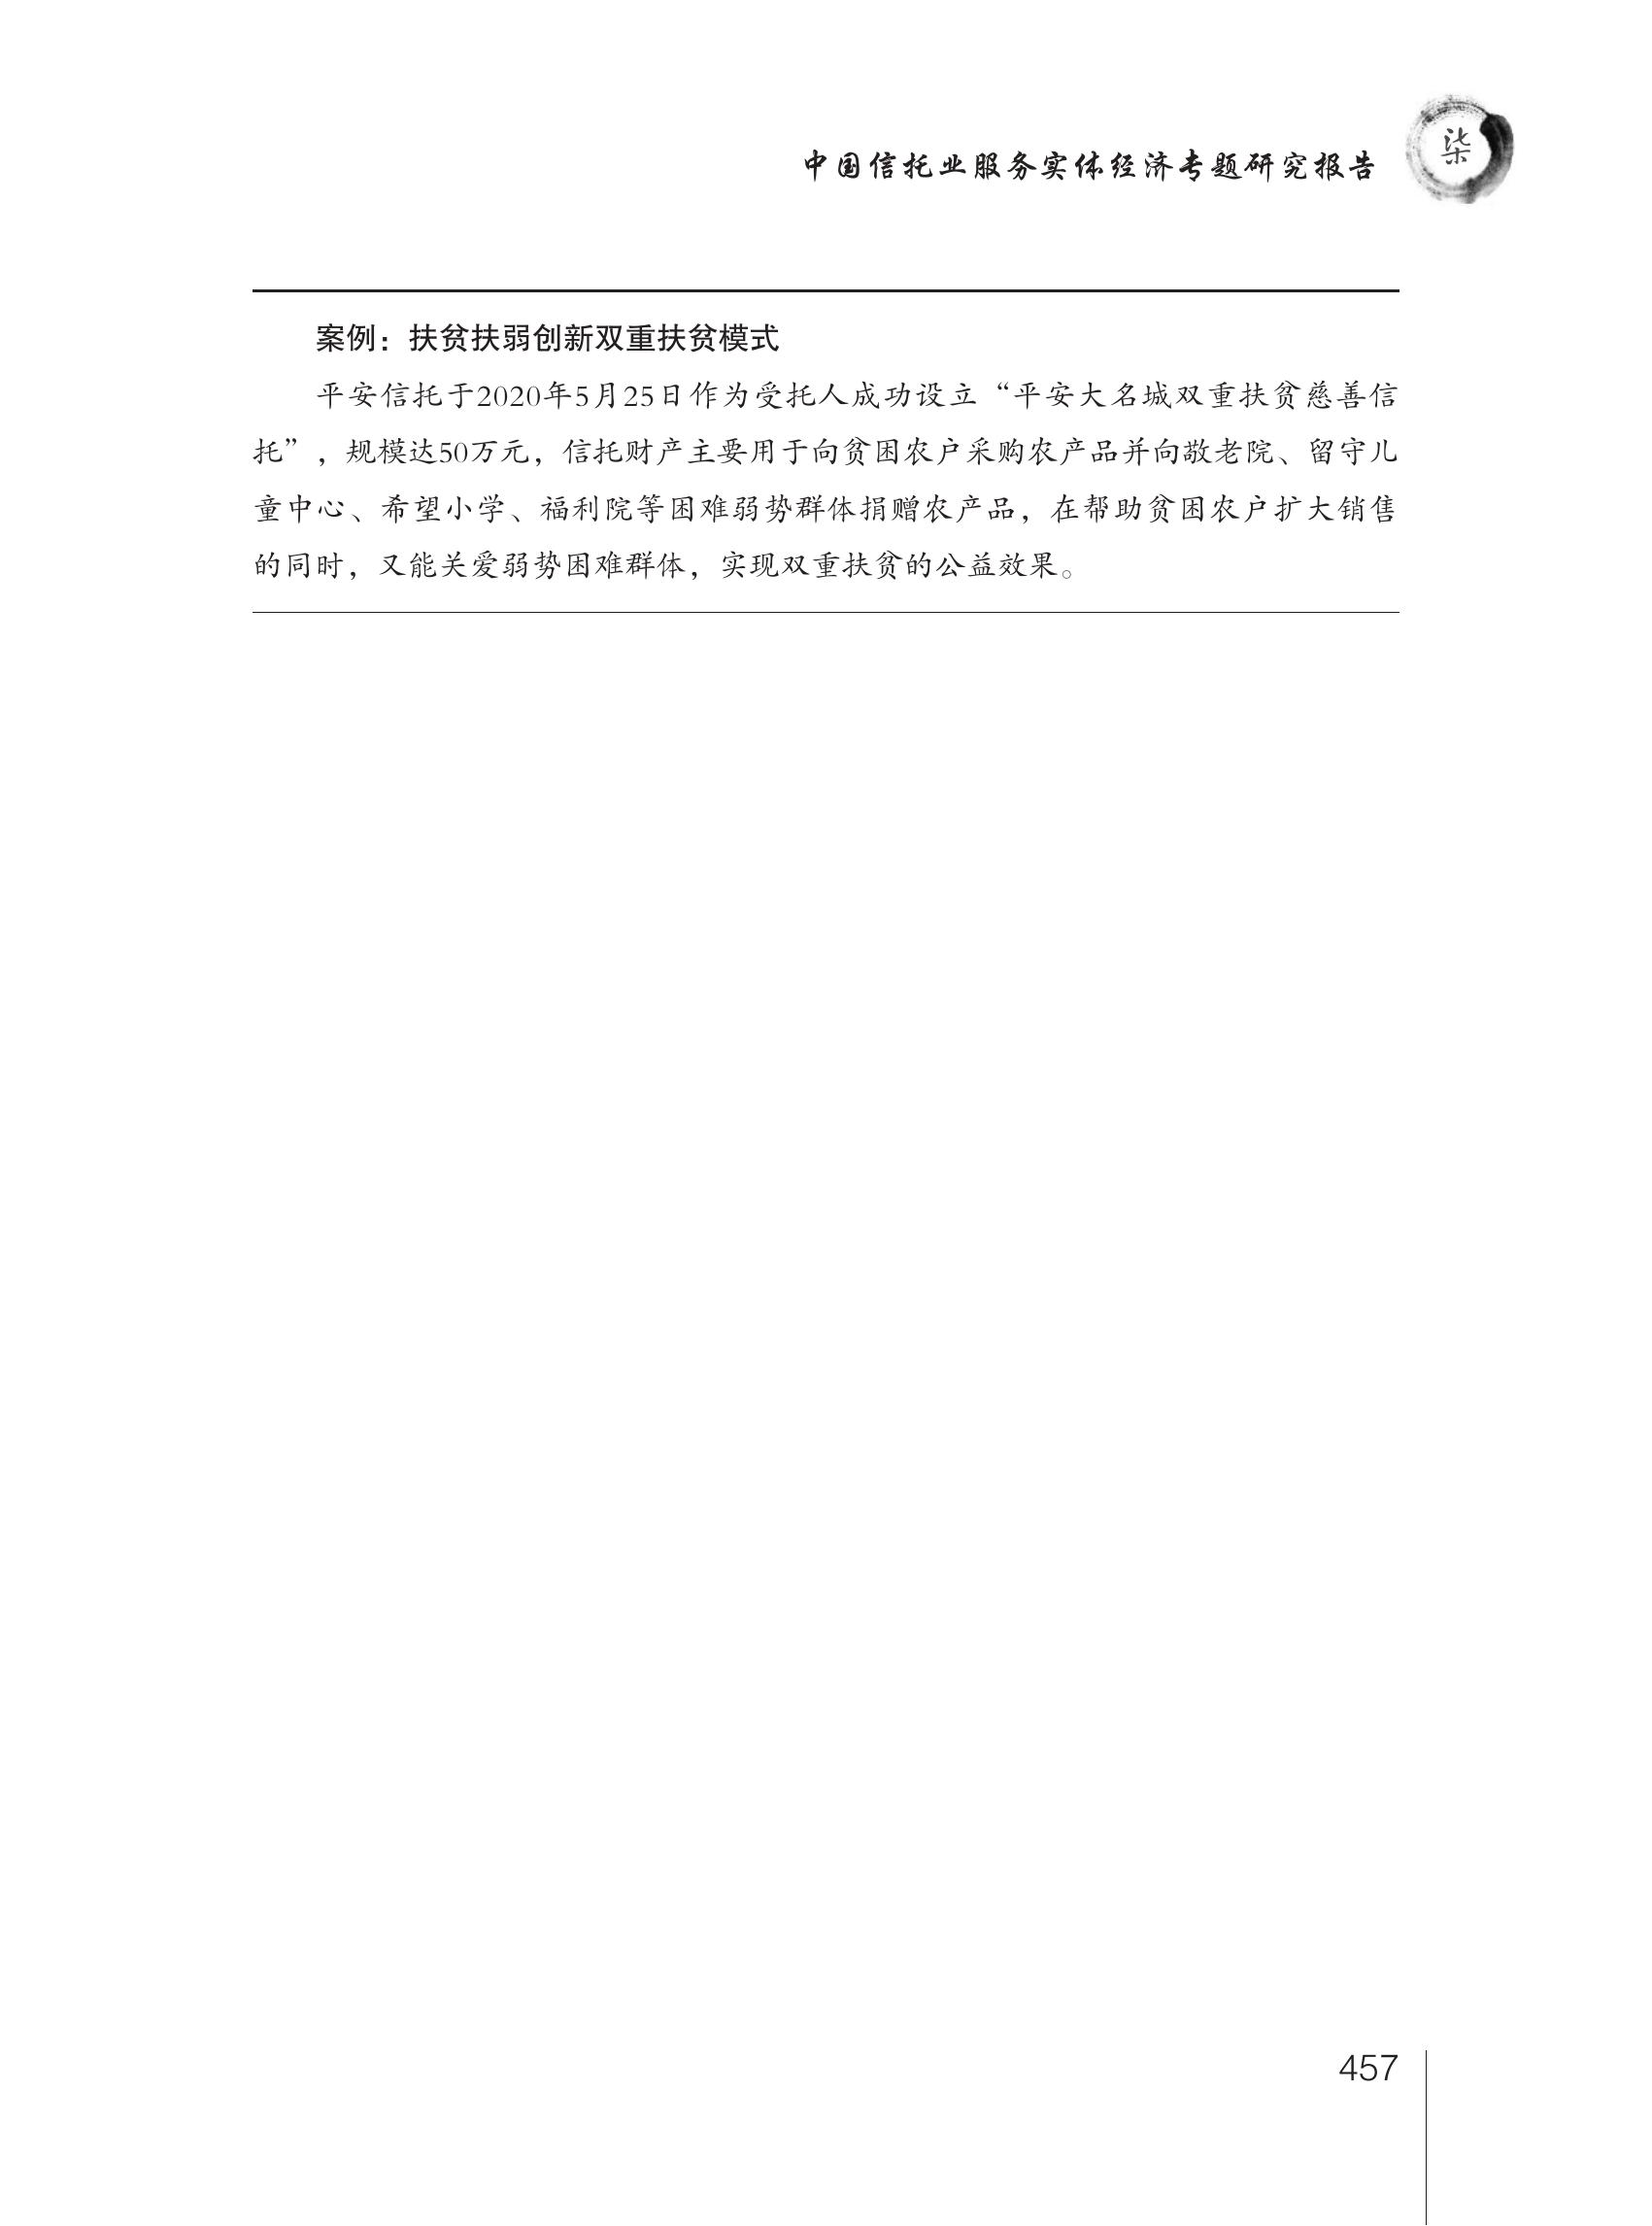 中国信托业服务实体经济专题研究报告
柒
案例：扶贫扶弱创新双重扶贫模式
平安信托于2020年5月25日作为受托人成功设立“平安大名城双重扶贫慈善信
托”，规模达50万元，信托财产主要用于向贫困农户采购农产品并向敬老院、留守儿
童中心、希望小学、福利院等困难弱势群体捐赠农产品，在帮助贫困农户扩大销售
的同时，又能关爱弱势困难群体，实现双重扶贫的公益效果。
457